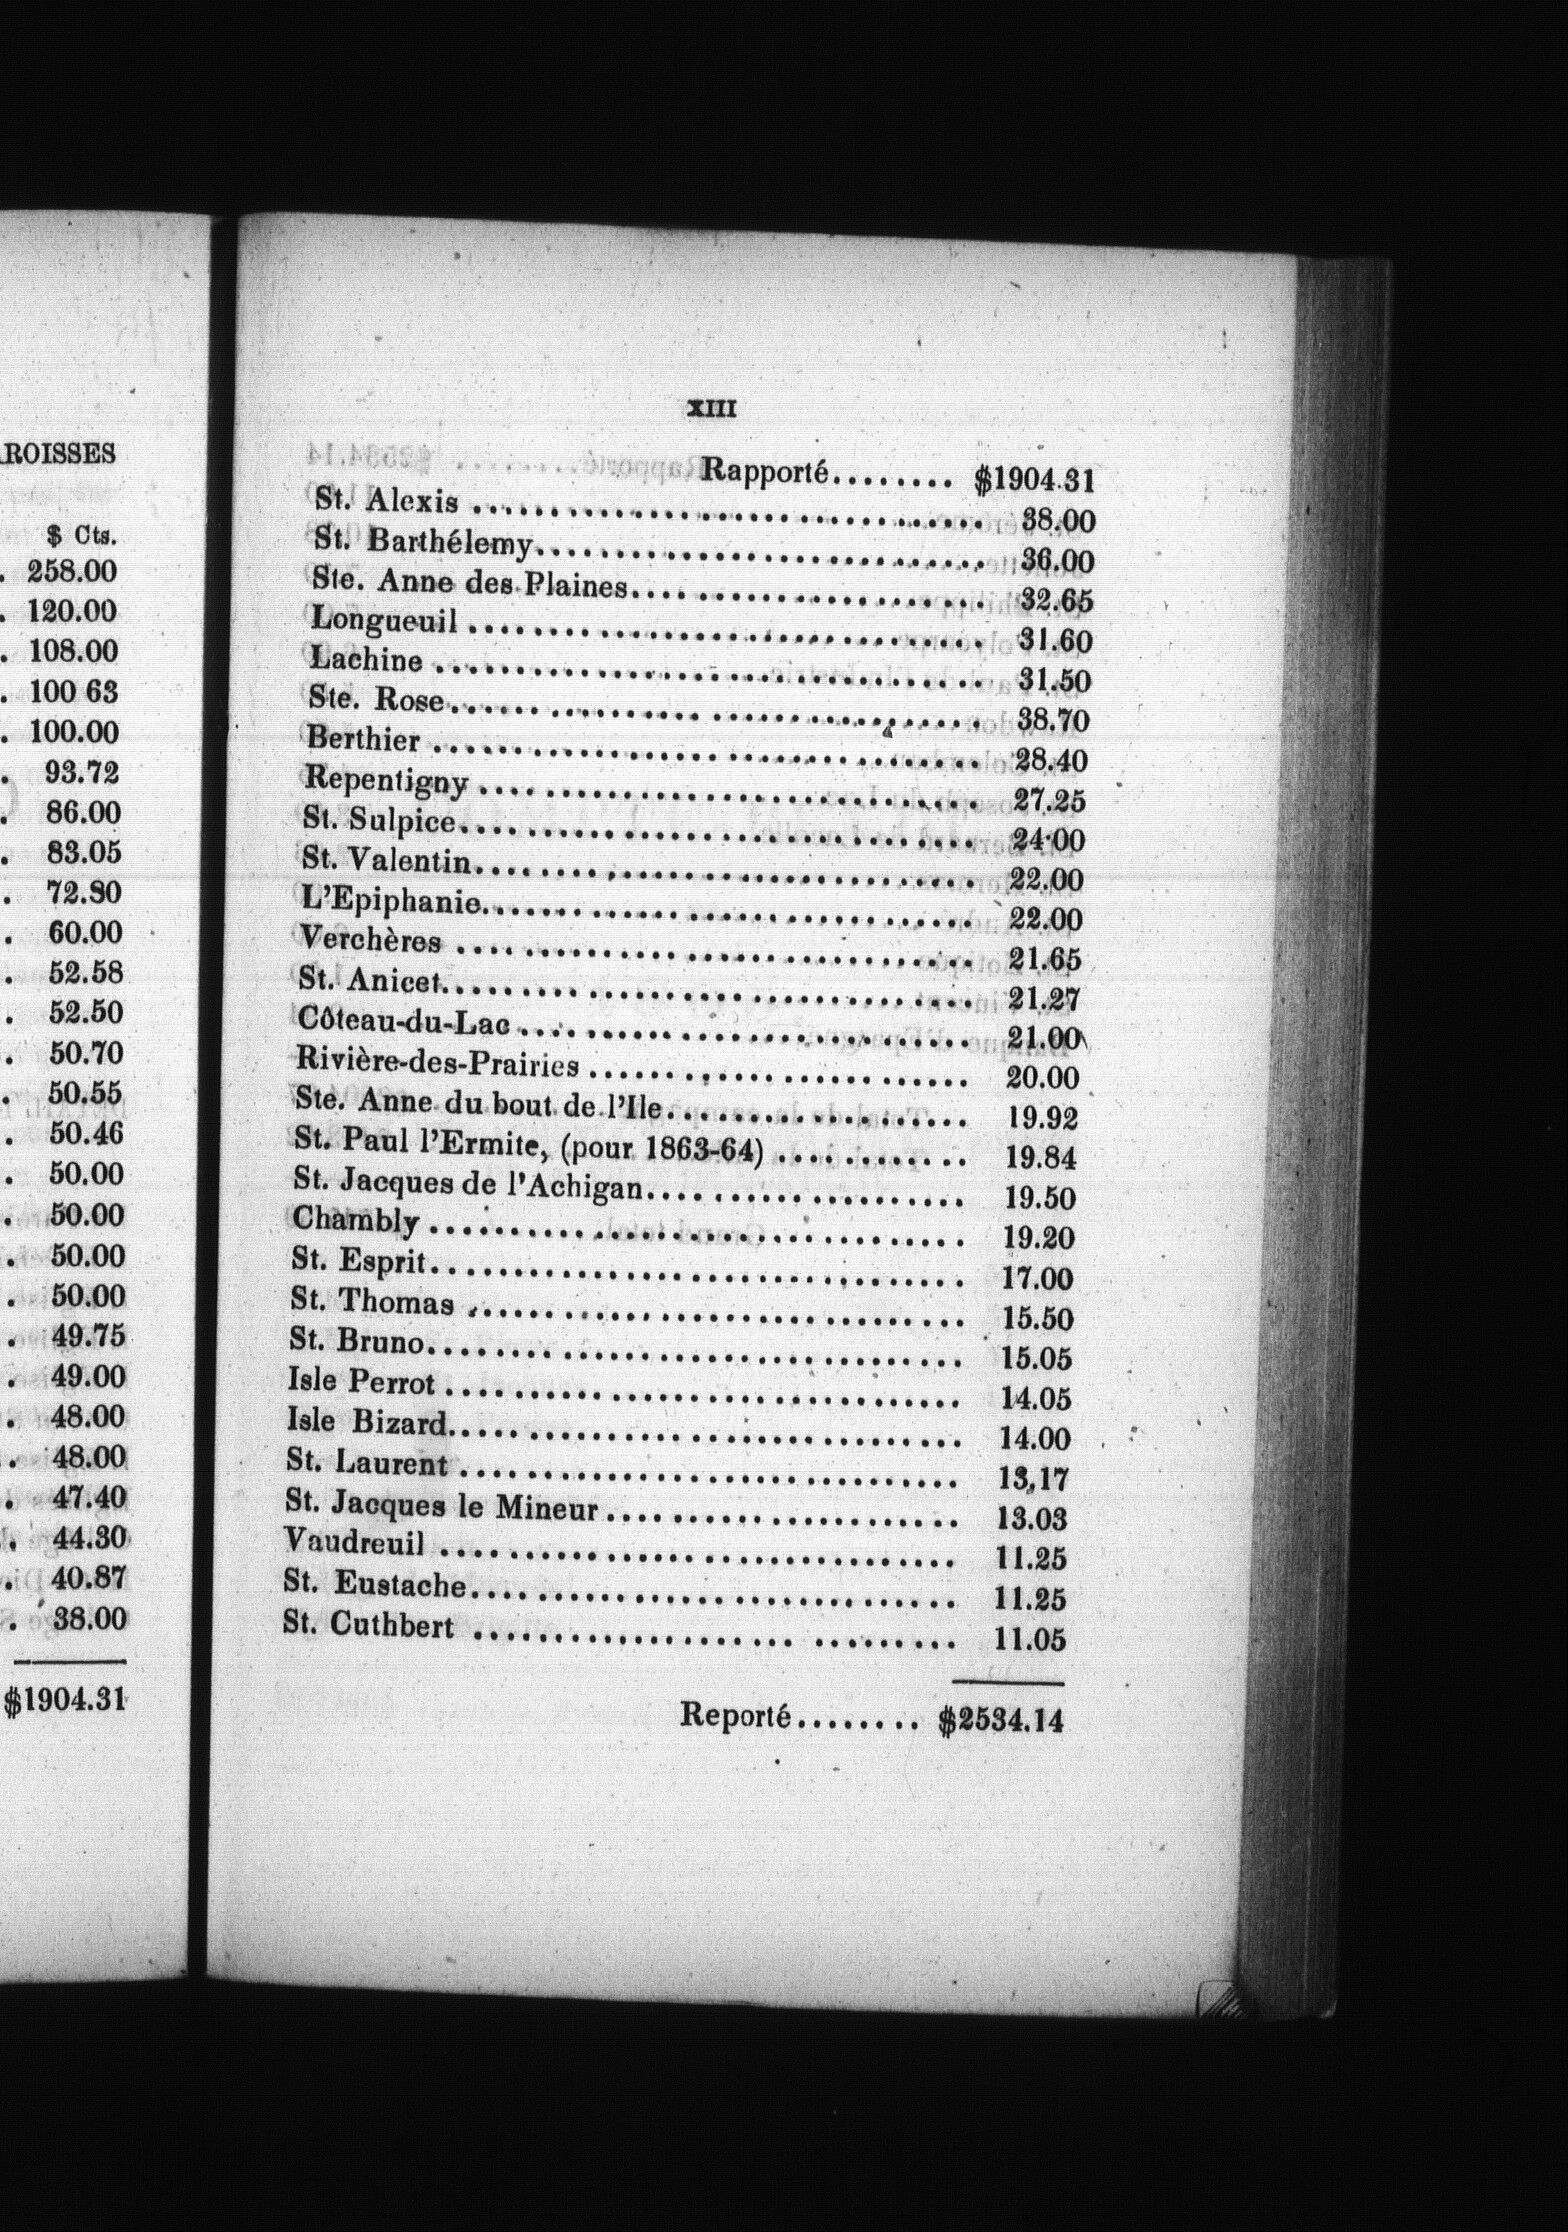 AROISSES
$ Cts.
. 258.00
. 120.00
. 108.00
. 100 63
. 100.00
. 93.72
. 86.00
. 83.05
. 72.80
. 60.00
. 52.58
. 52.50
. 50.70
. 50.55
. 50.46
. 50.00
. 50.00
. 50.00
. 50.00
. 49.75
. 49.00
. 48.00
. 48.00
. 47.40
. 44.30
. 40.87
. 38.00
$1904.31
XIII
Rapporté........ $1904.31
St. Alexis ................................ 38.00
St. Barthélemy............................ 36.00
Ste. Anne des Plaines...................... 32.65
Longueuil ................................ 31.60
Lachine .................................. 31.50
Ste. Rose................................. 38.70
Berthier .................................. 28.40
Repentigny ............................... 27.25
St. Sulpice................................ 24.00
St. Valentin............................... 22.00
L'Epiphanie............................... 22.00
Verchères ................................ 21.65
St. Anicet................................. 21.27
Côteau-du-Lac ............................ 21.00
Rivière-des-Prairies ........................ 20.00
Ste. Anne du bout de l'Ile................... 19.92
St. Paul l'Ermite, (pour 1863-64) ............ 19.84
St. Jacques de l'Achigan.................... 19.50
Chambly ................................. 19.20
St. Esprit................................. 17.00
St. Thomas ............................... 15.50
St. Bruno................................. 15.05
Isle Perrot ................................ 14.05
Isle Bizard................................ 14.00
St. Laurent ............................... 13,17
St. Jacques le Mineur...................... 13.03
Vaudreuil ................................ 11.25
St. Eustache.............................. 11.25
St. Cuthbert .............................. 11.05
Reporté........ $2534.14